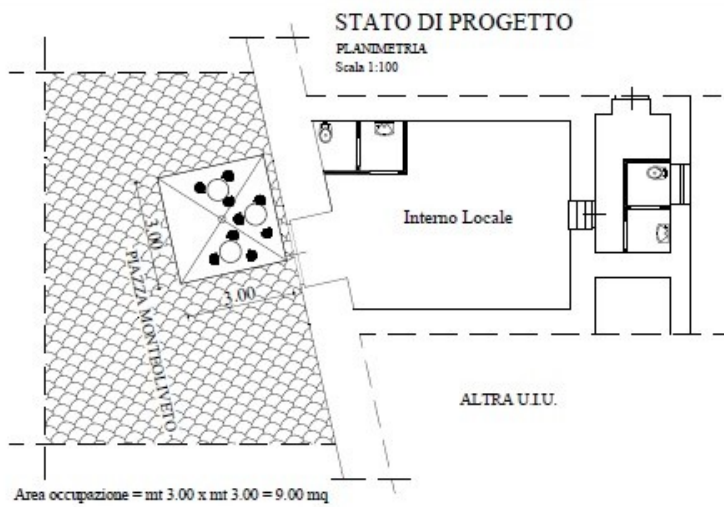 STATO DI PROGETTO
PLANIMETRIA
Scala 1:100
Interno Locale
3.00
3.00
PIAZZA MONTEOLIVETO
ALTRA U.I.U.
Area occupazione = mt 3.00 x mt 3.00 = 9.00 mq